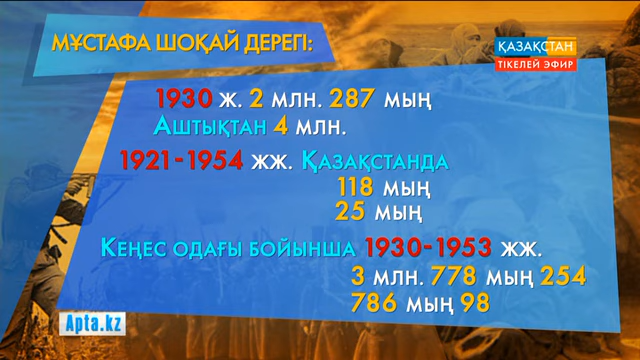 МҰСТАФА ШОҚАЙ ДЕРЕГІ:
ҚАЗАҚСТАН
ТІКЕЛЕЙ ЭФИР
1930 ж. 2 млн. 287 мың
Аштықтан 4 млн.
1921-1954 жж. Қазақстанда
118 мың
25 мың
Кеңес одағы бойынша 1930-1953 жж.
3 млн. 778 мың 254
786 мың 98
Apta.kz